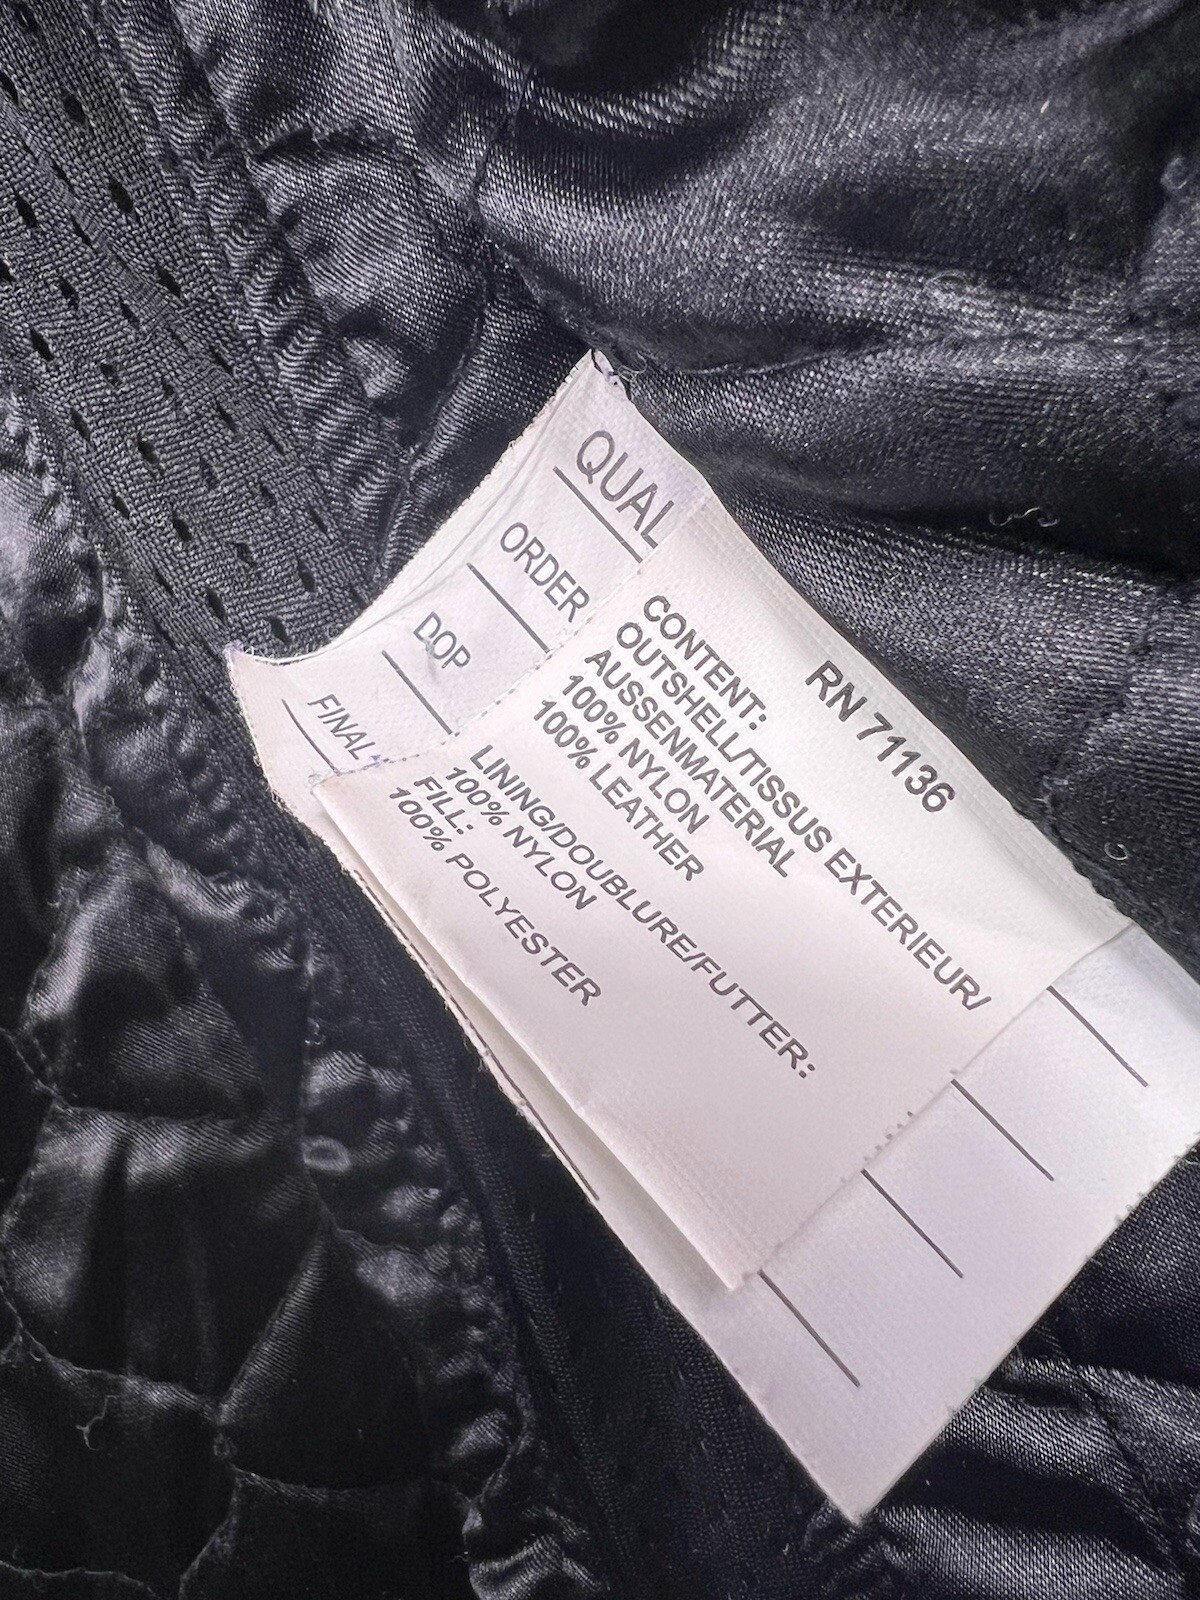 QUAL
ORDER
DOP
FINAL
RN 71136
CONTENT:
OUTSHELL/TISSUS EXTERIEUR/
AUSSENMATERIAL
100% NYLON
100% LEATHER
LINING/DOUBLURE/FUTTER:
100% NYLON
FILL:
100% POLYESTER